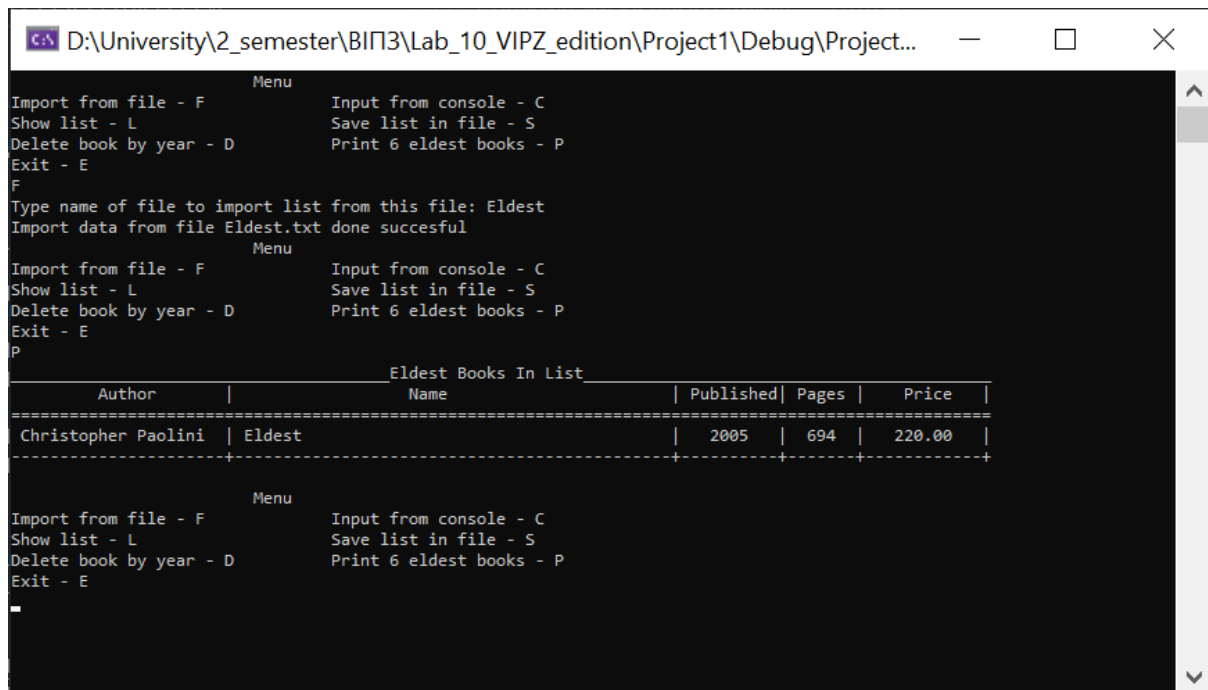 D:\University\2_semester\ВІПЗ\Lab_10_VIPZ_edition\Project1\Debug\Project...
Menu
Import from file - F Input from console - C
Show list - L Save list in file - S
Delete book by year - D Print 6 eldest books - P
Exit - E
F
Type name of file to import list from this file: Eldest
Import data from file Eldest.txt done succesful
Menu
Import from file - F Input from console - C
Show list - L Save list in file - S
Delete book by year - D Print 6 eldest books - P
Exit - E
P
Eldest Books In List
Author | Name | Published| Pages | Price |
Christopher Paolini | Eldest | 2005 | 694 | 220.00 |
Menu
Import from file - F Input from console - C
Show list - L Save list in file - S
Delete book by year - D Print 6 eldest books - P
Exit - E